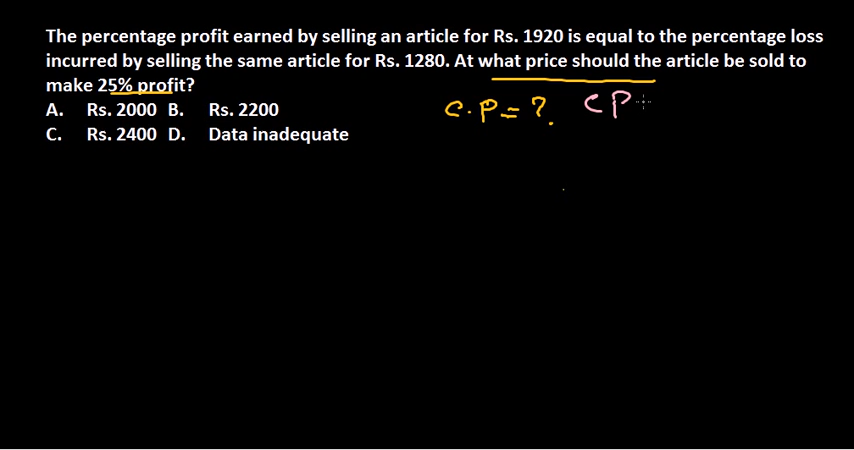 The percentage profit earned by selling an article for Rs. 1920 is equal to the percentage loss
incurred by selling the same article for Rs. 1280. At what price should the article be sold to
make 25% profit?
A. Rs. 2000 B. Rs. 2200
C. Rs. 2400 D. Data inadequate
C.P = ? CP